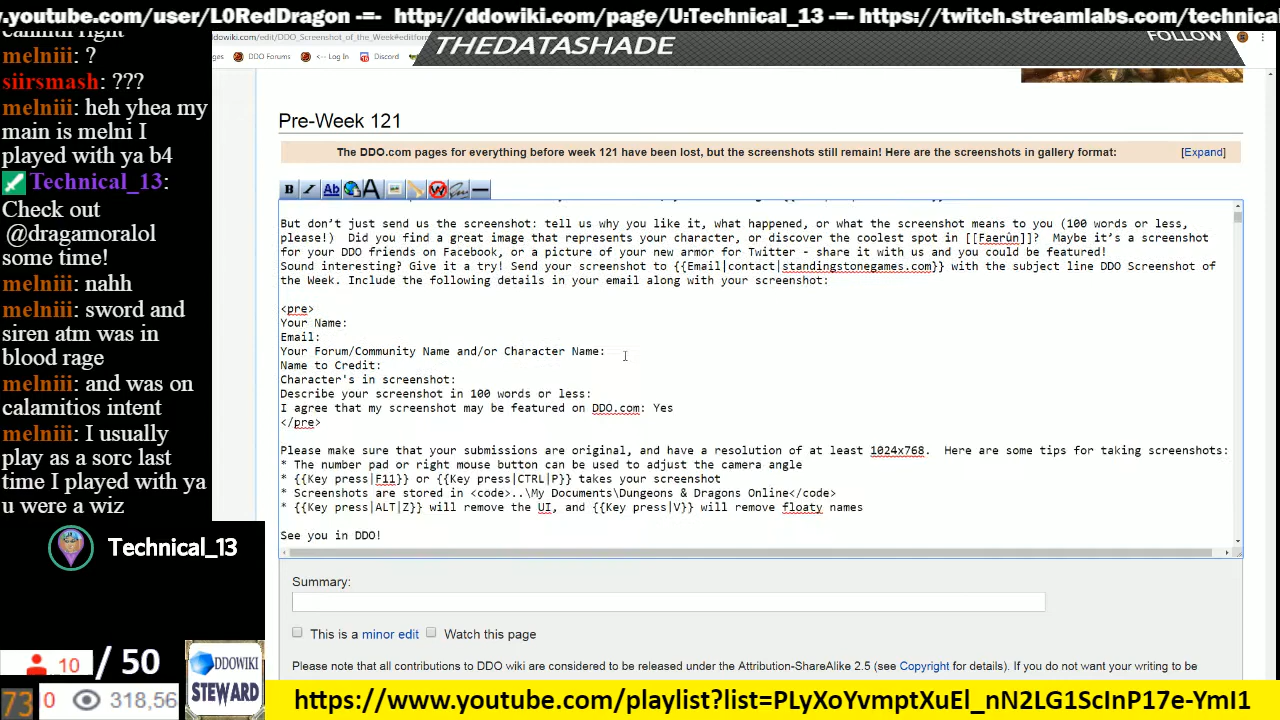 w.youtube.com/user/L0RedDragon -=- http://ddowiki.com/page/U:Technical_13 -=- https://twitch.streamlabs.com/technical
calinith right
melniii: ?
siirsmash: ???
melniii: heh yhea my
main is melni I
played with ya b4
Technical_13:
Check out
@dragamoralol
some time!
melniii: nahh
melniii: sword and
siren atm was in
blood rage
melniii: and was on
calamitios intent
melniii: I usually
play as a sorc last
time I played with ya
u were a wiz
Technical_13
10 / 50
73 0 318,56
DDOWIKI
STEWARD
dowiki.com/edit/DDO_Screenshot_of_the_Week#editform
THEDATASHADE
FOLLOW
ges DDO Forums <-- Log In Discord
Pre-Week 121
The DDO.com pages for everything before week 121 have been lost, but the screenshots still remain! Here are the screenshots in gallery format: [Expand]
B I Ab A W
But don’t just send us the screenshot: tell us why you like it, what happened, or what the screenshot means to you (100 words or less,
please!)  Did you find a great image that represents your character, or discover the coolest spot in [[Faerûn]]?  Maybe it’s a screenshot
for your DDO friends on Facebook, or a picture of your new armor for Twitter - share it with us and you could be featured!
Sound interesting? Give it a try! Send your screenshot to {{Email|contact|standingstonegames.com}} with the subject line DDO Screenshot of
the Week. Include the following details in your email along with your screenshot:
<pre>
Your Name:
Email:
Your Forum/Community Name and/or Character Name:
Name to Credit:
Character's in screenshot:
Describe your screenshot in 100 words or less:
I agree that my screenshot may be featured on DDO.com: Yes
</pre>
Please make sure that your submissions are original, and have a resolution of at least 1024x768.  Here are some tips for taking screenshots:
* The number pad or right mouse button can be used to adjust the camera angle
* {{Key press|F11}} or {{Key press|CTRL|P}} takes your screenshot
* Screenshots are stored in <code>..\My Documents\Dungeons & Dragons Online</code>
* {{Key press|ALT|Z}} will remove the UI, and {{Key press|V}} will remove floaty names
See you in DDO!
Summary:
This is a minor edit Watch this page
Please note that all contributions to DDO wiki are considered to be released under the Attribution-ShareAlike 2.5 (see Copyright for details). If you do not want your writing to be
https://www.youtube.com/playlist?list=PLyXoYvmptXuEl_nN2LG1ScInP17e-YmI1